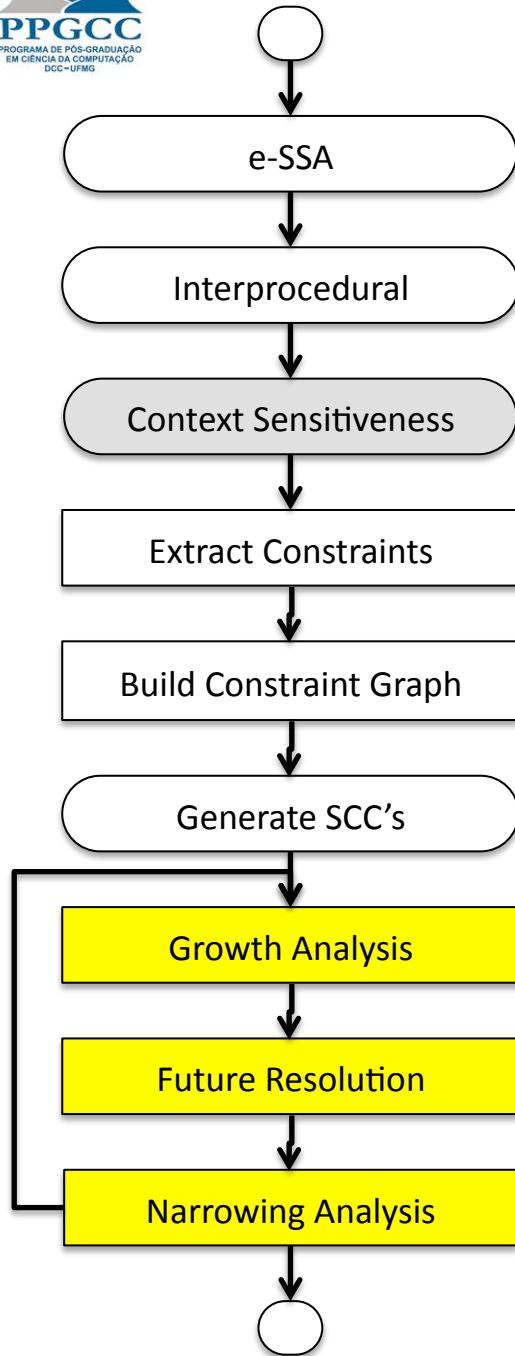 PPGCC
PROGRAMA DE PÓS-GRADUAÇÃO
EM CIÊNCIA DA COMPUTAÇÃO
DCC-UFMG
e-SSA
Interprocedural
Context Sensitiveness
Extract Constraints
Build Constraint Graph
Generate SCC's
Growth Analysis
Future Resolution
Narrowing Analysis